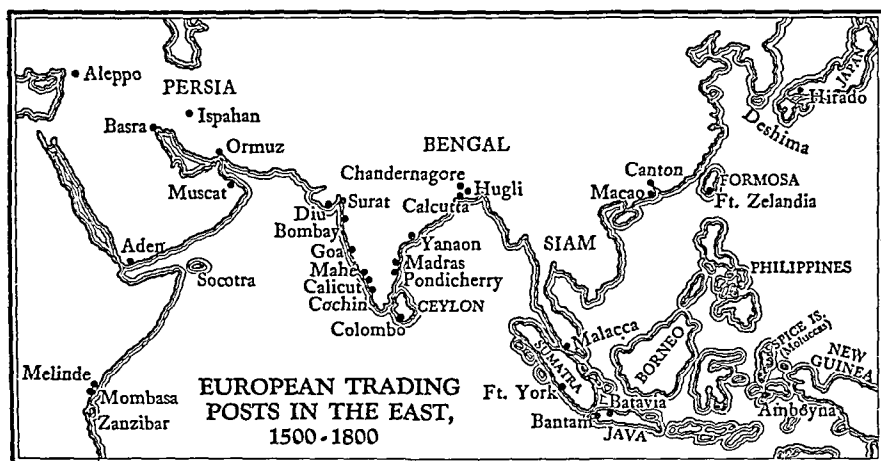 Aleppo
PERSIA
Ispahan
Basra
Ormuz
Muscat
Aden
Socotra
Melinde
Mombasa
Zanzibar
BENGAL
Chandernagore
Hugli
Calcutta
Diu
Surat
Bombay
Goa
Mahe
Calicut
Cochin
Yanaon
Madras
Pondicherry
CEYLON
Colombo
SIAM
Canton
Macao
FORMOSA
Ft. Zelandia
JAPAN
Hirado
Deshima
PHILIPPINES
Malacca
SUMATRA
BORNEO
Ft. York
Bantam
Batavia
JAVA
SPICE IS.
(Moluccas)
NEW
GUINEA
Amboyna
EUROPEAN TRADING
POSTS IN THE EAST,
1500-1800